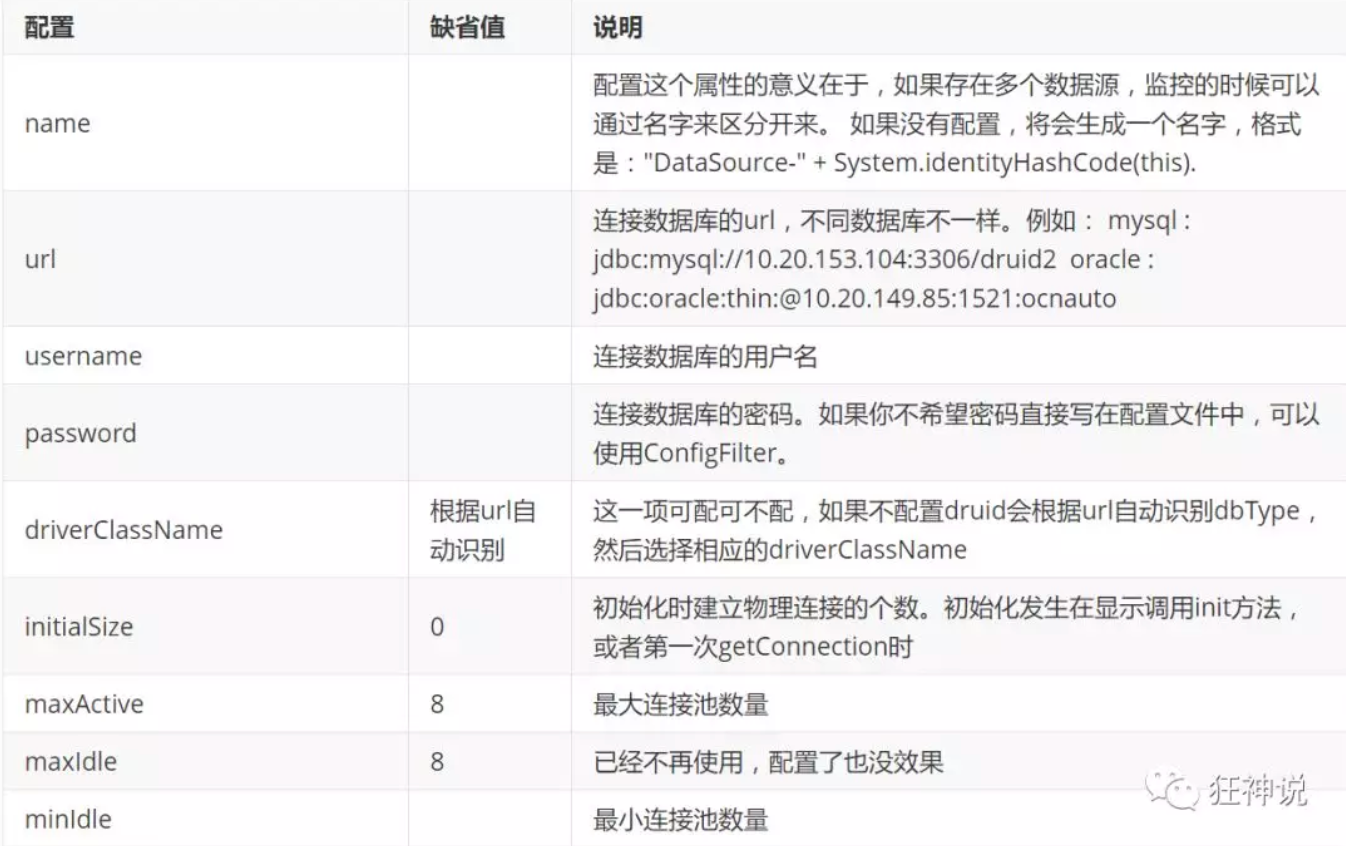 配置 缺省值 说明
配置这个属性的意义在于，如果存在多个数据源，监控的时候可以
name 通过名字来区分开来。 如果没有配置，将会生成一个名字，格式
是："DataSource-" + System.identityHashCode(this).
连接数据库的url，不同数据库不一样。例如： mysql :
url jdbc:mysql://10.20.153.104:3306/druid2 oracle :
jdbc:oracle:thin:@10.20.149.85:1521:ocnauto
username 连接数据库的用户名
连接数据库的密码。如果你不希望密码直接写在配置文件中，可以
password
使用ConfigFilter。
driverClassName
根据url自 这一项可配可不配，如果不配置druid会根据url自动识别dbType，
动识别 然后选择相应的driverClassName
初始化时建立物理连接的个数。初始化发生在显示调用init方法，
initialSize 0
或者第一次getConnection时
maxActive 8 最大连接池数量
maxIdle 8 已经不再使用，配置了也没效果
minIdle 最小连接池数量
狂神说